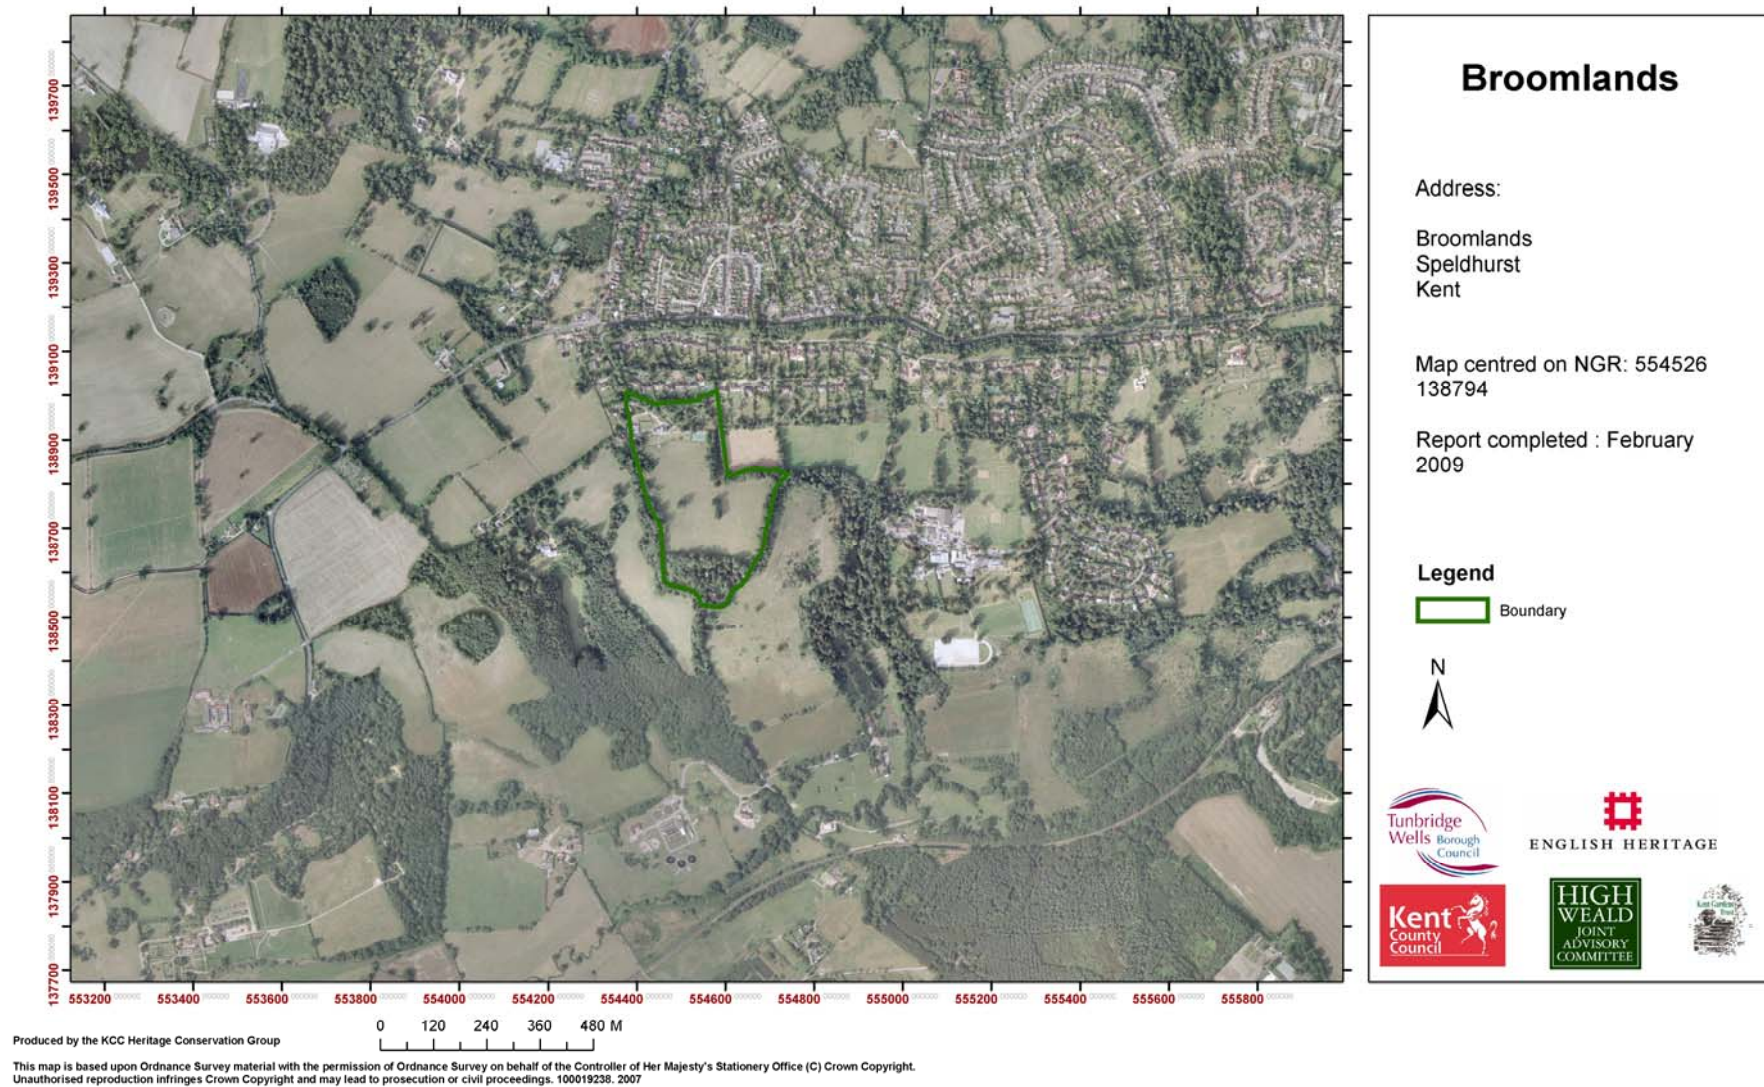 Broomlands
Address:
Broomlands
Speldhurst
Kent
Map centred on NGR: 554526
138794
Report completed : February
2009
Legend
Boundary
N
Tunbridge
Wells Borough
Council
ENGLISH HERITAGE
Kent
County
Council
HIGH
WEALD
JOINT
ADVISORY
COMMITTEE
Kent Gardens
Trust
139700
139500
139300
139100
138900
138700
138500
138300
138100
137900
137700
553200 553400 553600 553800 554000 554200 554400 554600 554800 555000 555200 555400 555600 555800
0 120 240 360 480 M
Produced by the KCC Heritage Conservation Group
This map is based upon Ordnance Survey material with the permission of Ordnance Survey on behalf of the Controller of Her Majesty's Stationery Office (C) Crown Copyright.
Unauthorised reproduction infringes Crown Copyright and may lead to prosecution or civil proceedings. 100019238. 2007